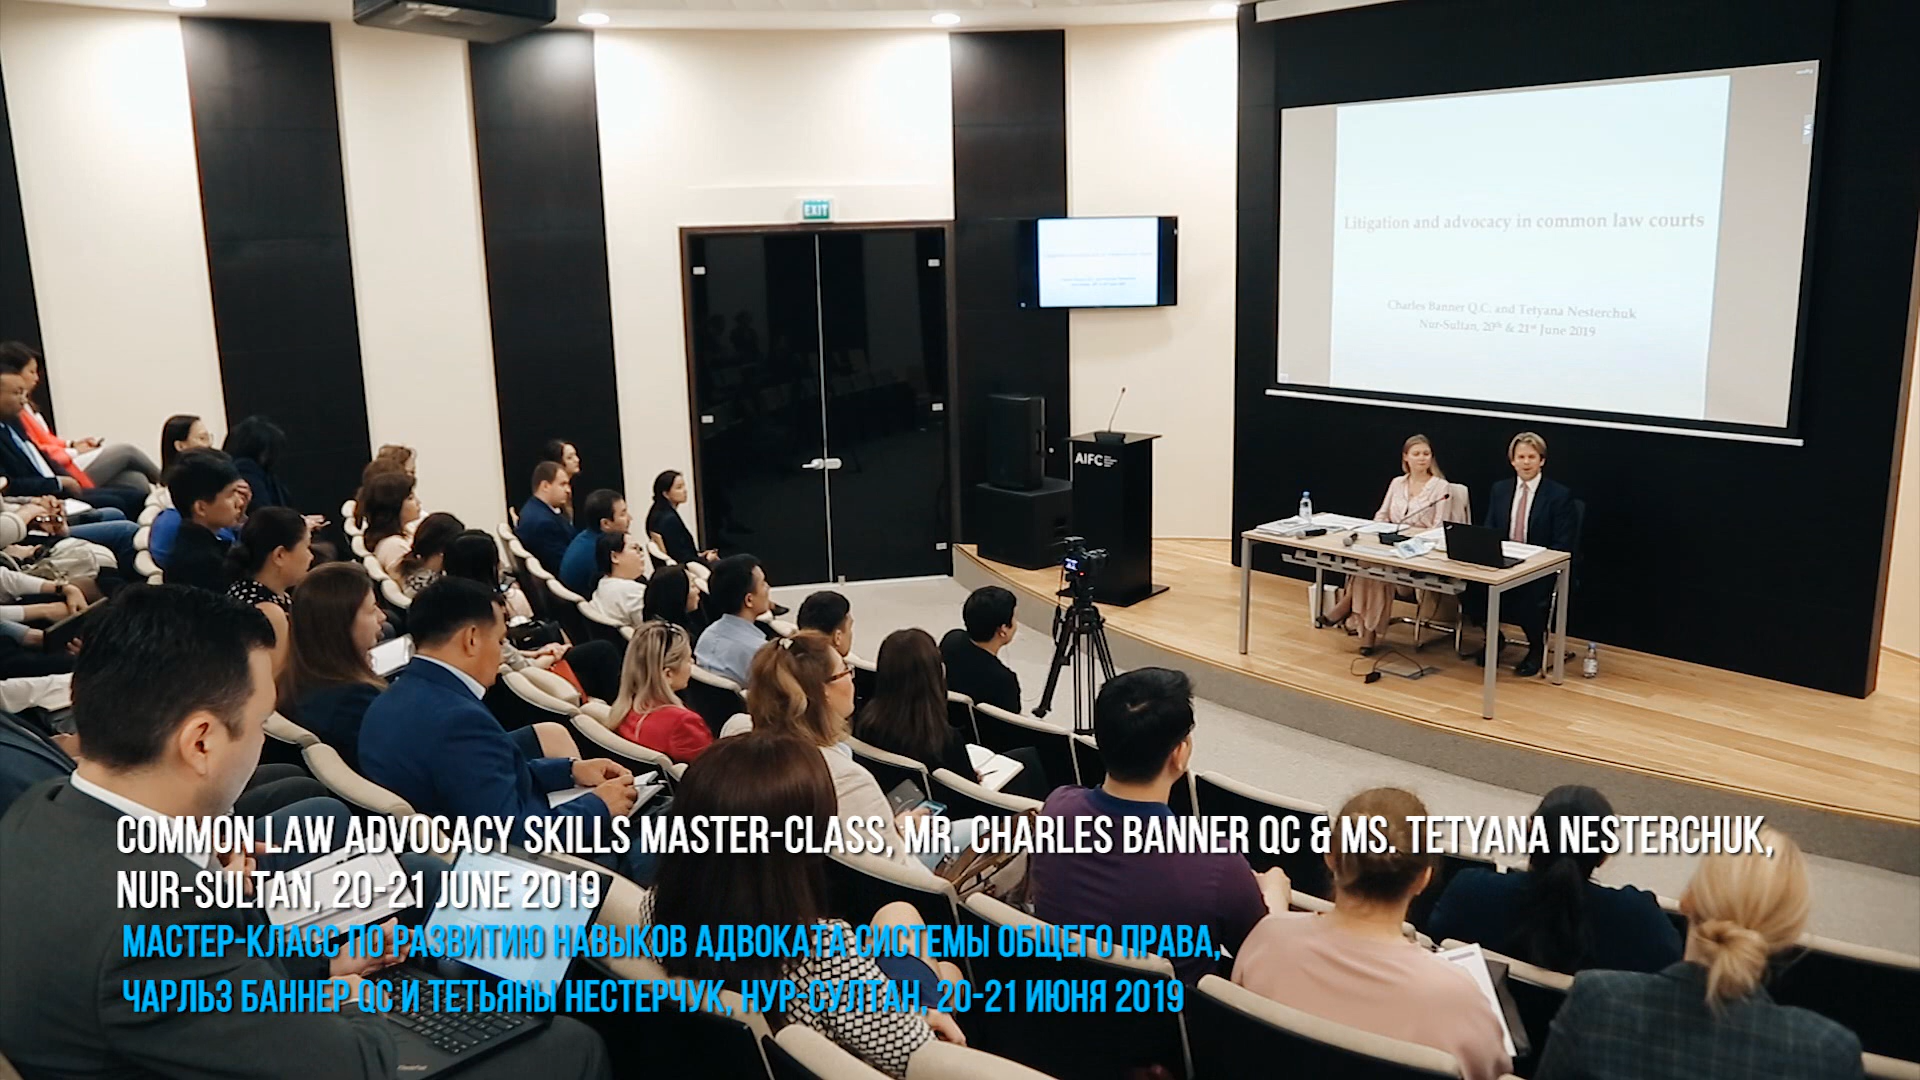 EXIT
Litigation and advocacy in common law courts
Charles Banner Q.C. and Tetyana Nesterchuk
Nur-Sultan, 20th & 21st June 2019
AIFC
COMMON LAW ADVOCACY SKILLS MASTER-CLASS, MR. CHARLES BANNER QC & MS. TETYANA NESTERCHUK,
NUR-SULTAN, 20-21 JUNE 2019
МАСТЕР-КЛАСС ПО РАЗВИТИЮ НАВЫКОВ АДВОКАТА СИСТЕМЫ ОБЩЕГО ПРАВА,
ЧАРЛЬЗ БАННЕР QC И ТЕТЬЯНЫ НЕСТЕРЧУК, НУР-СУЛТАН, 20-21 ИЮНЯ 2019
ThinkPad